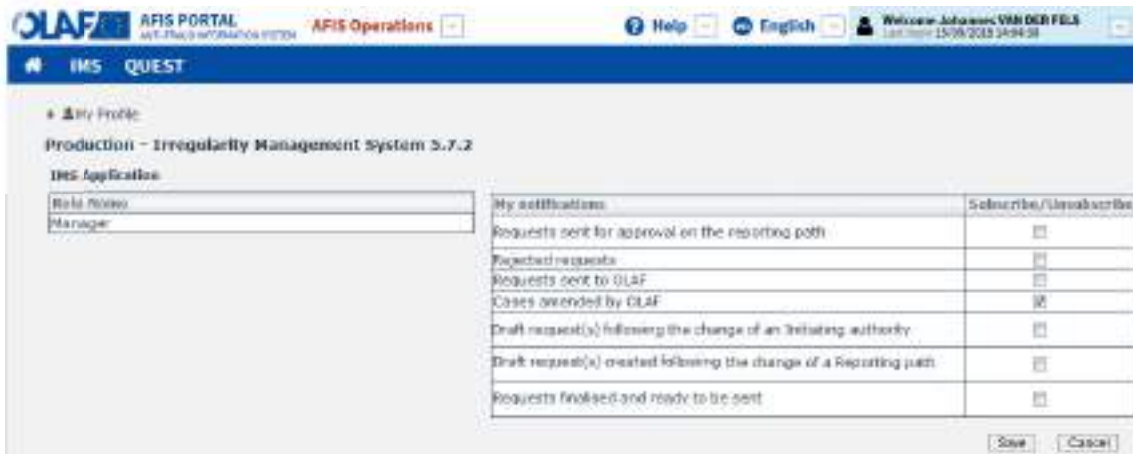 OLAF
AFIS PORTAL
ANTI-FRAUD INFORMATION SYSTEM
AFIS Operations
Help
English
Welcome Johannes VAN DER FELS
IMS QUEST
My Profile
Production - Irregularity Management System 5.7.2
IMS Application
Role Name
Manager
My notifications Subscribe/Unsubscribe
Requests sent for approval on the reporting path
Rejected requests
Requests sent to OLAF
Cases amended by OLAF
Draft request(s) following the change of an Initiating authority
Draft request(s) created following the change of a Reporting path
Requests finalised and ready to be sent
Save Cancel